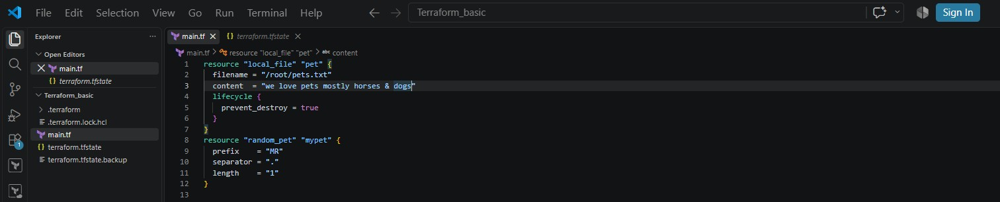 File Edit Selection View Go Run Terminal Help Terraform_basic Sign In
Explorer ...
main.tf terraform.tfstate
main.tf > resource "local_file" "pet" > abc content
Open Editors
main.tf
terraform.tfstate
Terraform_basic
.terraform
.terraform.lock.hcl
main.tf
{} terraform.tfstate
terraform.tfstate.backup
1
1 resource "local_file" "pet" {
2 filename = "/root/pets.txt"
3 content  = "we love pets mostly horses & dogs"
4 lifecycle {
5 prevent_destroy = true
6 }
7 }
8 resource "random_pet" "mypet" {
9 prefix    = "MR"
10 separator = "."
11 length    = "1"
12 }
13